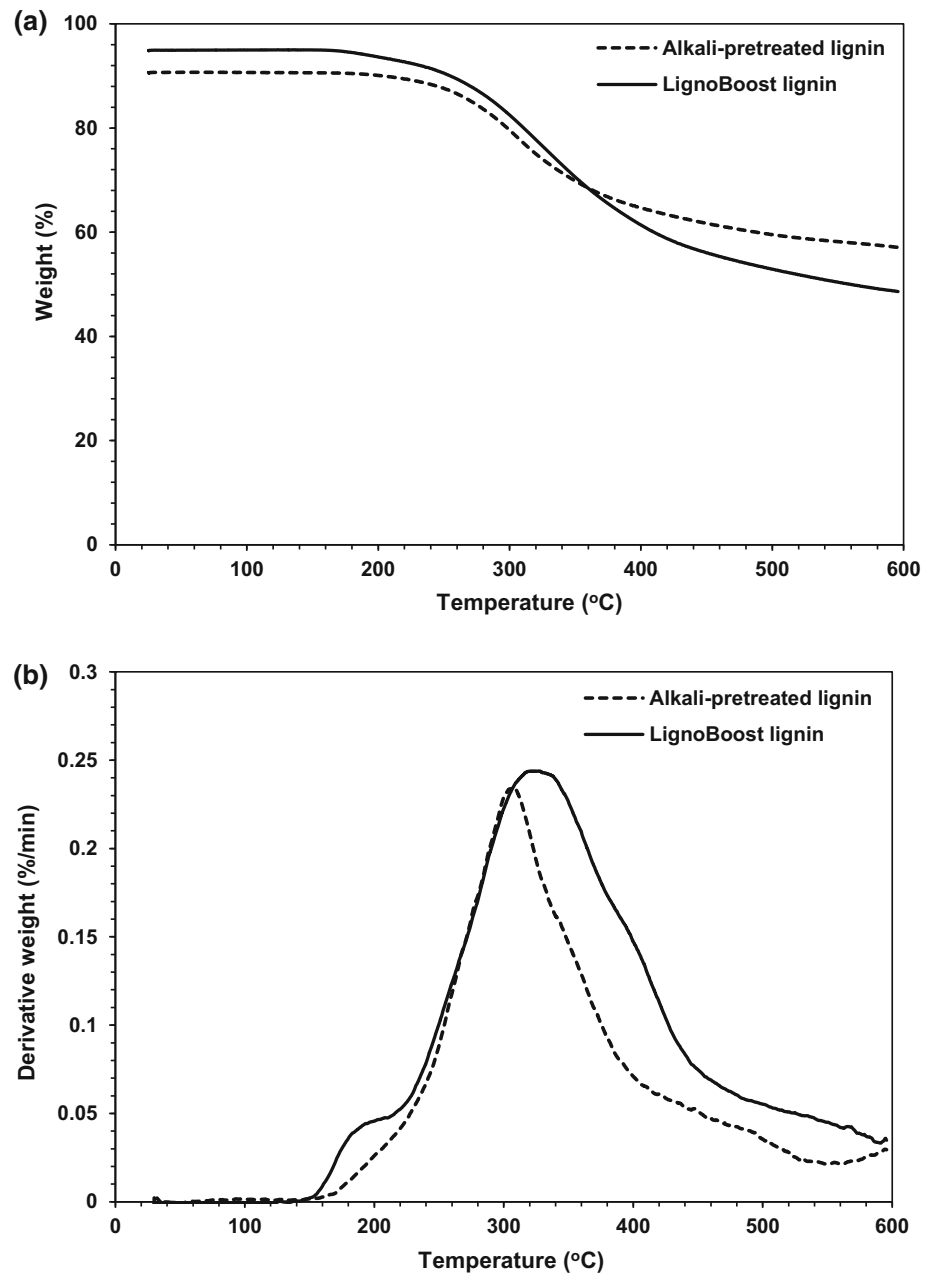 (a)
100
80
60
40
20
0
Weight (%)
Alkali-pretreated lignin
LignoBoost lignin
0 100 200 300 400 500 600
Temperature (oC)
(b)
0.3
0.25
0.2
0.15
0.1
0.05
0
Derivative weight (%/min)
Alkali-pretreated lignin
LignoBoost lignin
0 100 200 300 400 500 600
Temperature (oC)